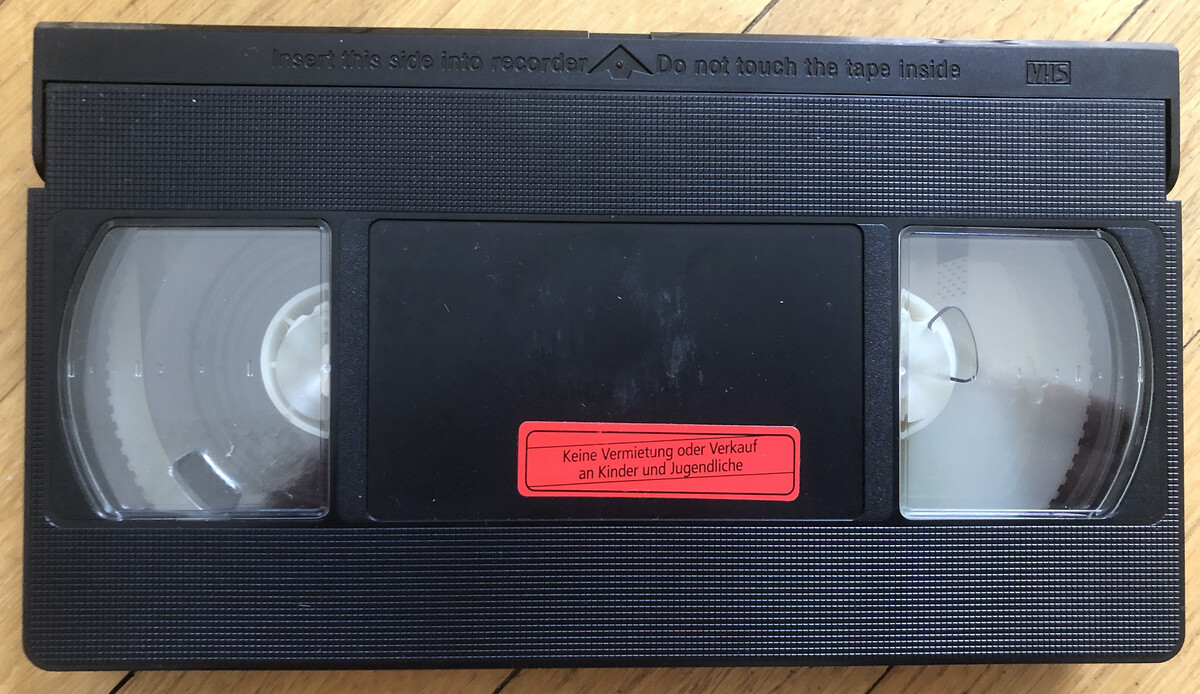 Insert this side into recorder Do not touch the tape inside VHS
Keine Vermietung oder Verkauf
an Kinder und Jugendliche